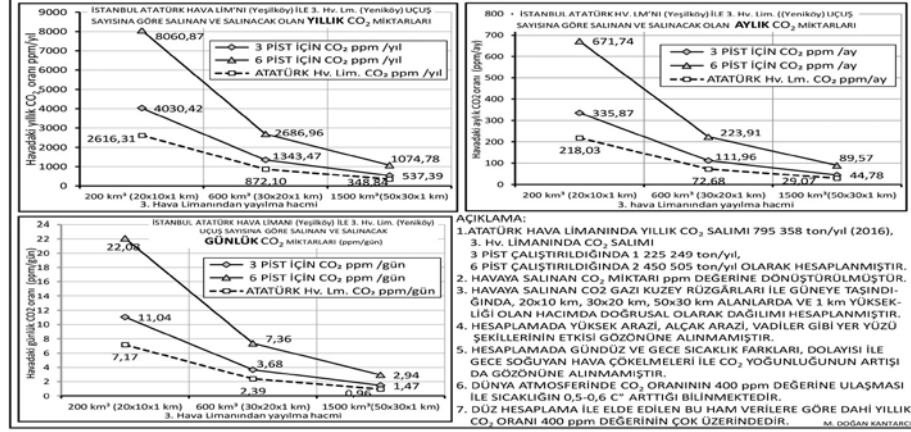 İSTANBUL ATATÜRK HAVA LİM'NI (Yeşilköy) İLE 3. Hv. Lm. (Yeniköy) UÇUŞ
SAYISINA GÖRE SALINAN VE SALINACAK OLAN YILLIK CO₂ MİKTARLARI
Havadaki yıllık CO₂ oranı ppm/yıl
9000
8000
7000
6000
5000
4000
3000
2000
1000
0
3 PİST İÇİN CO₂ ppm /yıl
6 PİST İÇİN CO₂ ppm /yıl
ATATÜRK Hv. Lim. CO₂ ppm /yıl
8060,87
4030,42
2616,31
2686,96
1343,47
872,10
1074,78
537,39
348,84
200 km³ (20x10x1 km)
600 km³ (30x20x1 km)
1500 km³(50x30x1 km)
3. Hava Limanından yayılma hacmi
• İSTANBUL ATATÜRK HV. LM'NI (Yeşilköy) İLE 3. Hv. Lm. ((Yeniköy) UÇUŞ
SAYISINA GÖRE SALINAN VE SALINACAK OLAN AYLIK CO₂ MİKTARLARI
Havadaki aylık CO2 oranı (ppm/ay)
800
700
600
500
400
300
200
100
0
3 PİST İÇİN CO₂ ppm /ay
6 PİST İÇİN CO₂ ppm/ay
ATATÜRK Hv. Lm. CO₂ ppm/ay
671,74
335,87
218,03
223,91
111,96
72,68
89,57
44,78
29,07
200 km³ (20x10x1 km)
600 km³ (30x20x1 km)
1500 km³ (50x30x1 km)
3. Hava Limanından yayılma hacmi
İSTANBUL ATATÜRK HAVA LİMANI (Yeşilköy) İLE 3. Hv. Lim. (Yeniköy)
UÇUŞ SAYISINA GÖRE SALINAN VE SALINACAK
GÜNLÜK CO₂ MİKTARLARI (ppm/gün)
Havadaki günlük CO2 oranı (ppm/gün)
24
22
20
18
16
14
12
10
8
6
4
2
0
3 PİST İÇİN CO₂ ppm /gün
6 PİST İÇİN CO₂ ppm /gün
ATATÜRK Hv. Lim. CO₂ ppm/gün
22,08
11,04
7,17
7,36
3,68
2,39
2,94
1,47
0,96
200 km³ (20x10x1 km)
600 km³ (30x20x1 km)
1500 km³(50x30x1 km)
3. Hava Limanından yayılma hacmi
AÇIKLAMA:
1.ATATÜRK HAVA LİMANINDA YILLIK CO₂ SALIMI 795 358 ton/yıl (2016),
3. Hv. LİMANINDA CO₂ SALIMI
3 PİST ÇALIŞTIRILDIĞINDA 1 225 249 ton/yıl,
6 PİST ÇALIŞTIRILDIĞINDA 2 450 505 ton/yıl OLARAK HESAPLANMIŞTIR.
2. HAVAYA SALINAN CO₂ MİKTARI ppm DEĞERİNE DÖNÜŞTÜRÜLMÜŞTÜR.
3. HAVAYA SALINAN CO2 GAZI KUZEY RÜZGÂRLARI İLE GÜNEYE TAŞINDI-
ĞINDA, 20x10 km, 30x20 km, 50x30 km ALANLARDA VE 1 km YÜKSEK-
LİĞİ OLAN HACIMDA DOĞRUSAL OLARAK DAĞILIMI HESAPLANMIŞTIR.
4. HESAPLAMADA YÜKSEK ARAZİ, ALÇAK ARAZİ, VADİLER GİBİ YER YÜZÜ
ŞEKİLLERİNİN ETKİSİ GÖZÖNÜNE ALINMAMIŞTIR.
5. HESAPLAMADA GÜNDÜZ VE GECE SICAKLIK FARKLARI, DOLAYISI İLE
GECE SOĞUYAN HAVA ÇÖKELMELERİ İLE CO₂ YOĞUNLUĞUNUN ARTIŞI
DA GÖZÖNÜNE ALINMAMIŞTIR.
6. DÜNYA ATMOSFERİNDE CO₂ ORANININ 400 ppm DEĞERİNE ULAŞMASI
İLE SICAKLIĞIN 0,5-0,6 C° ARTTIĞI BİLİNMEKTEDİR.
7. DÜZ HESAPLAMA İLE ELDE EDİLEN BU HAM VERİLERE GÖRE DAHİ YILLIK
CO₂ ORANI 400 ppm DEĞERİNİN ÇOK ÜZERİNDEDİR.
M. DOĞAN KANTARCI